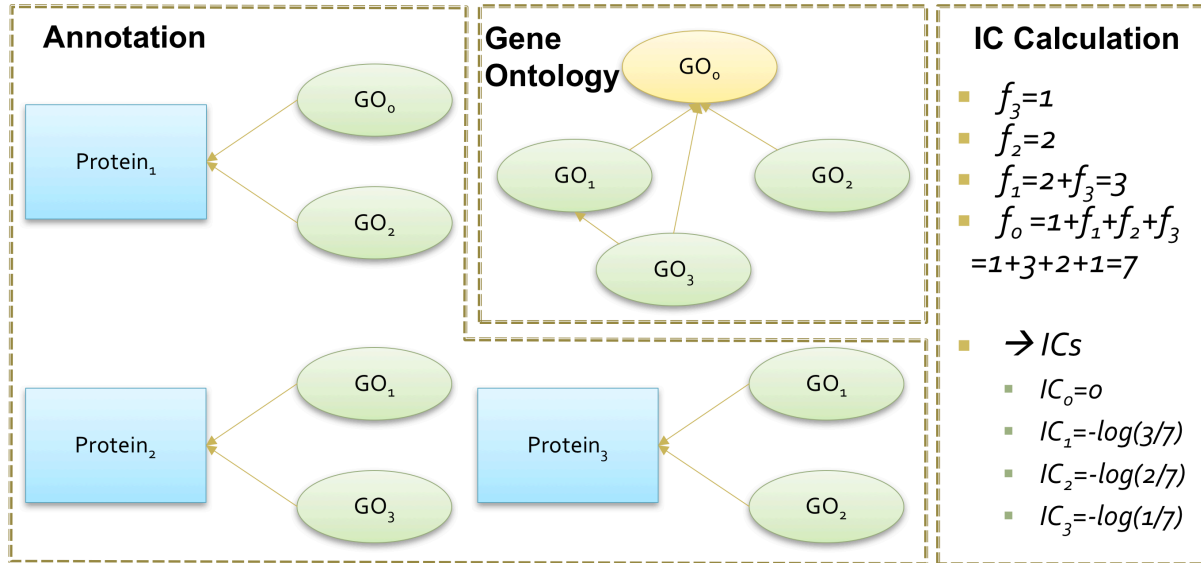 Annotation
GO₀
Protein₁
GO₂
GO₁
Protein₂
GO₃
GO₁
Protein₃
GO₂
Gene
Ontology
GO₀
GO₁
GO₂
GO₃
IC Calculation
f₃=1
f₂=2
f₁=2+f₃=3
f₀ =1+f₁+f₂+f₃
=1+3+2+1=7
→ ICs
IC₀=0
IC₁=-log(3/7)
IC₂=-log(2/7)
IC₃=-log(1/7)